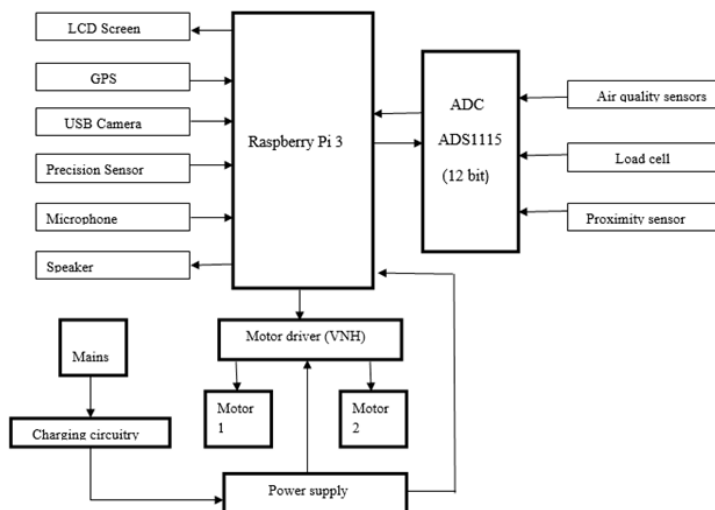 LCD Screen
GPS
USB Camera
Precision Sensor
Microphone
Speaker
Raspberry Pi 3
ADC
ADS1115
(12 bit)
Air quality sensors
Load cell
Proximity sensor
Motor driver (VNH)
Mains
Motor
1
Motor
2
Charging circuitry
Power supply